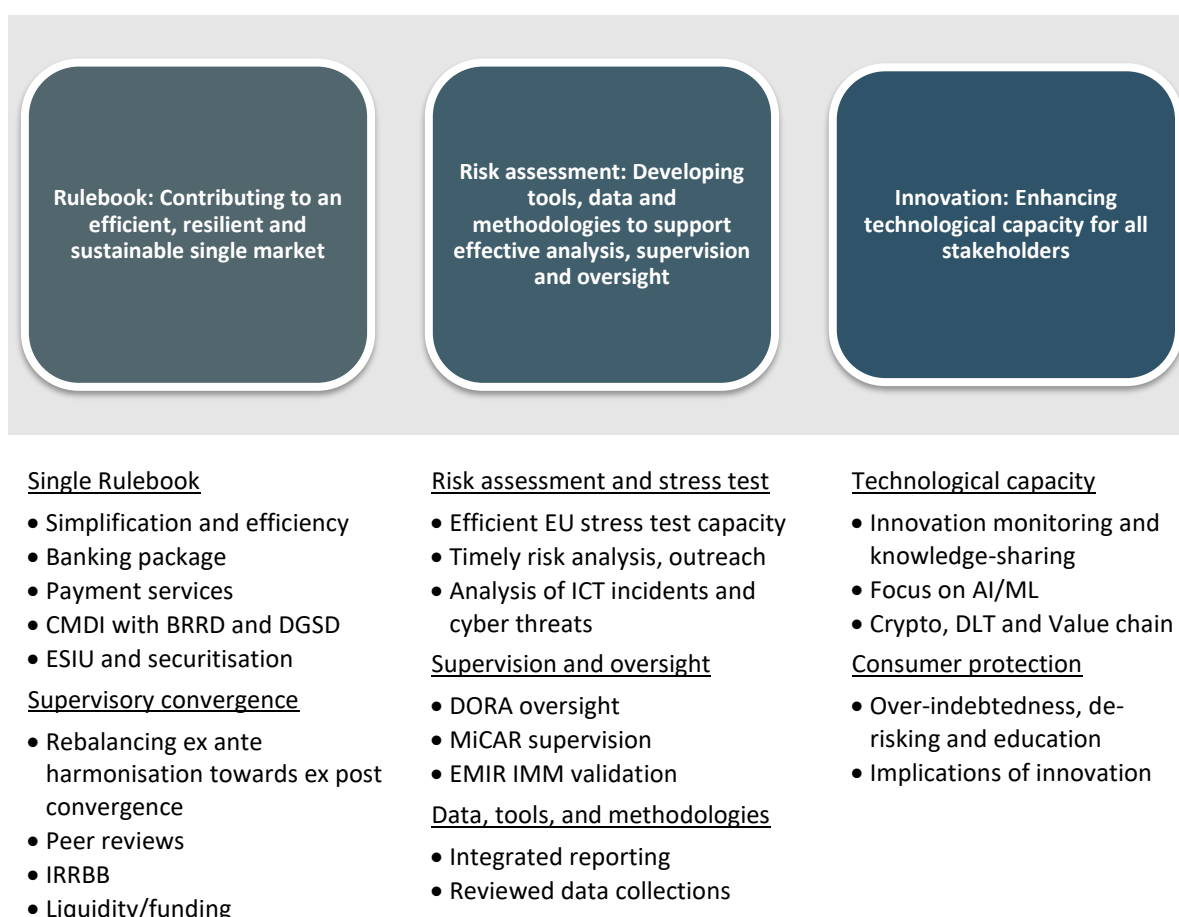 Rulebook: Contributing to an
efficient, resilient and
sustainable single market
Risk assessment: Developing
tools, data and
methodologies to support
effective analysis, supervision
and oversight
Innovation: Enhancing
technological capacity for all
stakeholders
Single Rulebook
• Simplification and efficiency
• Banking package
• Payment services
• CMDI with BRRD and DGSD
• ESIU and securitisation
Supervisory convergence
• Rebalancing ex ante
harmonisation towards ex post
convergence
• Peer reviews
• IRRBB
• Liquidity/funding
Risk assessment and stress test
• Efficient EU stress test capacity
• Timely risk analysis, outreach
• Analysis of ICT incidents and
cyber threats
Supervision and oversight
• DORA oversight
• MiCAR supervision
• EMIR IMM validation
Data, tools, and methodologies
• Integrated reporting
• Reviewed data collections
Technological capacity
• Innovation monitoring and
knowledge-sharing
• Focus on AI/ML
• Crypto, DLT and Value chain
Consumer protection
• Over-indebtedness, de-
risking and education
• Implications of innovation